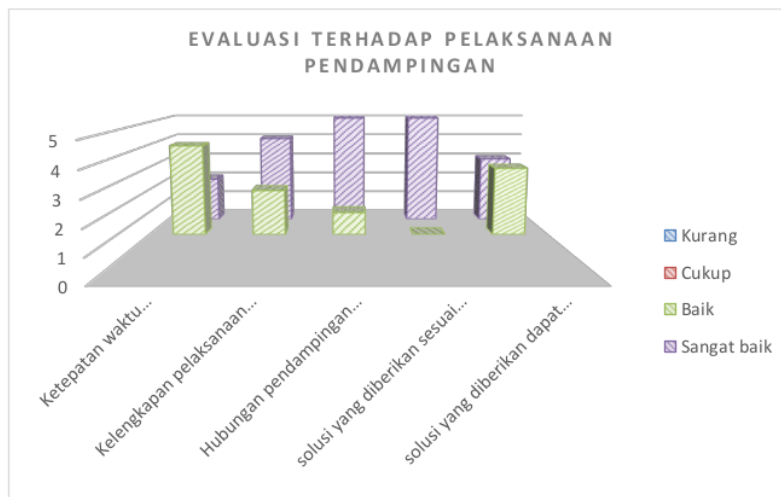 EVALUASI TERHADAP PELAKSANAAN
PENDAMPINGAN
5
4
3
2
1
0
Ketepatan waktu...
Kelengkapan pelaksanaan...
Hubungan pendampingan...
solusi yang diberikan sesuai...
solusi yang diberikan dapat...
Kurang
Cukup
Baik
Sangat baik